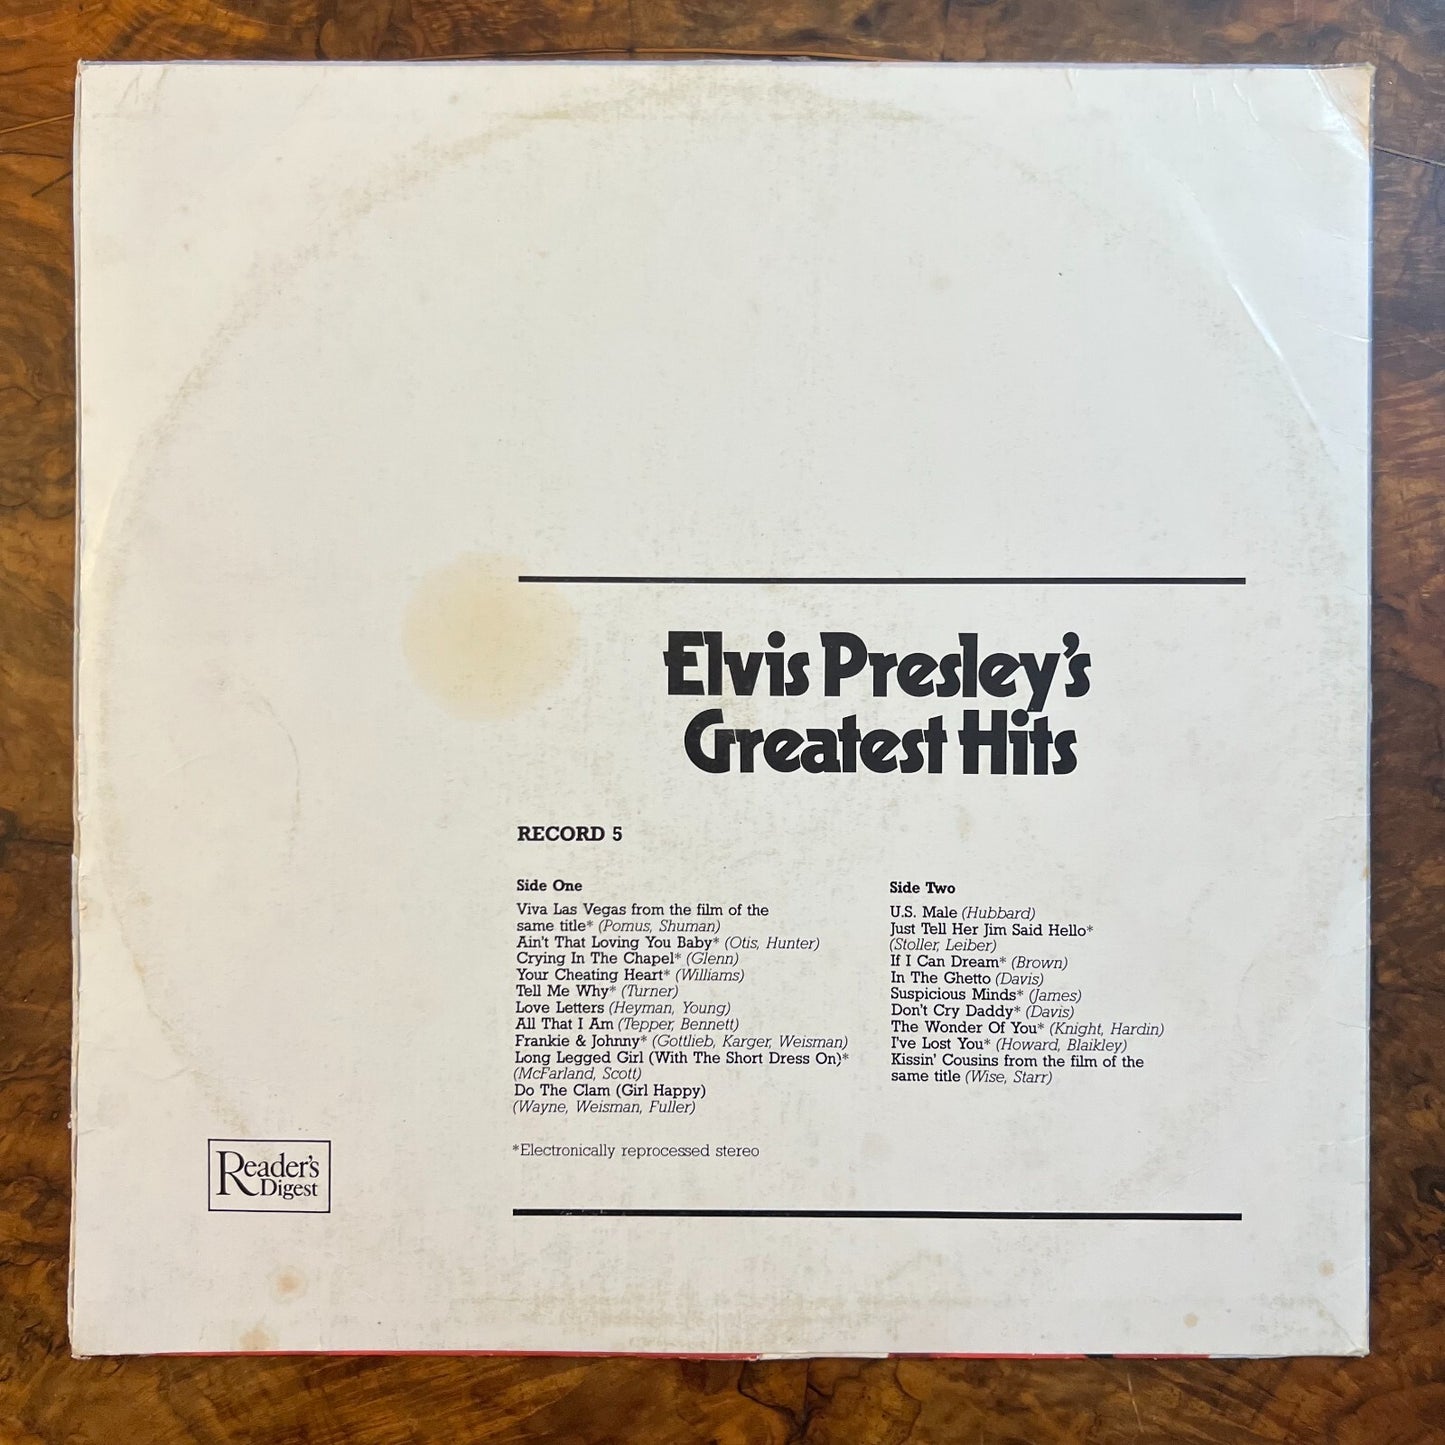 Elvis Presley's
Greatest Hits
RECORD 5
Side One
Viva Las Vegas from the film of the
same title* (Pomus, Shuman)
Ain't That Loving You Baby* (Otis, Hunter)
Crying In The Chapel* (Glenn)
Your Cheating Heart* (Williams)
Tell Me Why* (Turner)
Love Letters (Heyman, Young)
All That I Am (Tepper, Bennett)
Frankie & Johnny* (Gottlieb, Karger, Weisman)
Long Legged Girl (With The Short Dress On)*
(McFarland, Scott)
Do The Clam (Girl Happy)
(Wayne, Weisman, Fuller)
*Electronically reprocessed stereo
Side Two
U.S. Male (Hubbard)
Just Tell Her Jim Said Hello*
(Stoller, Leiber)
If I Can Dream* (Brown)
In The Ghetto (Davis)
Suspicious Minds* (James)
Don't Cry Daddy* (Davis)
The Wonder Of You* (Knight, Hardin)
I've Lost You* (Howard, Blaikley)
Kissin' Cousins from the film of the
same title (Wise, Starr)
Reader's
Digest